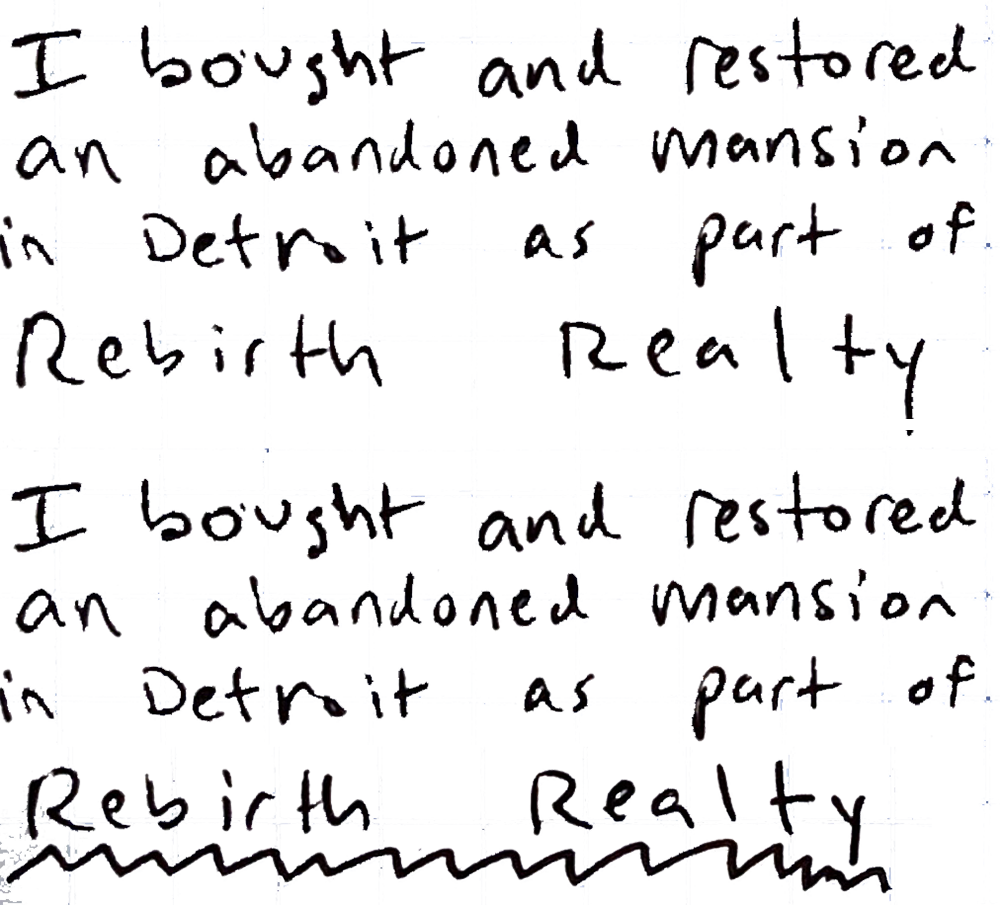 I bought and restored
an abandoned mansion
in Detroit as part of
Rebirth Realty
I bought and restored
an abandoned mansion
in Detroit as part of
Rebirth Realty